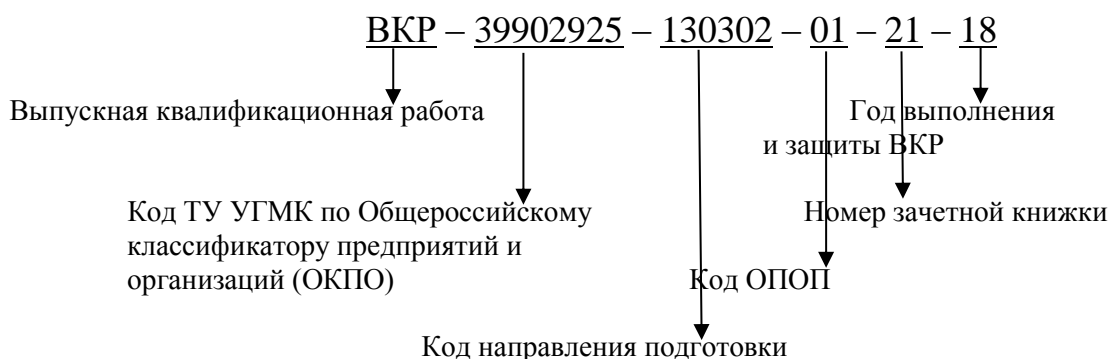 ВКР – 39902925 – 130302 – 01 – 21 – 18
Выпускная квалификационная работа
Год выполнения
и защиты ВКР
Код ТУ УГМК по Общероссийскому
классификатору предприятий и
организаций (ОКПО)
Номер зачетной книжки
Код ОПОП
Код направления подготовки